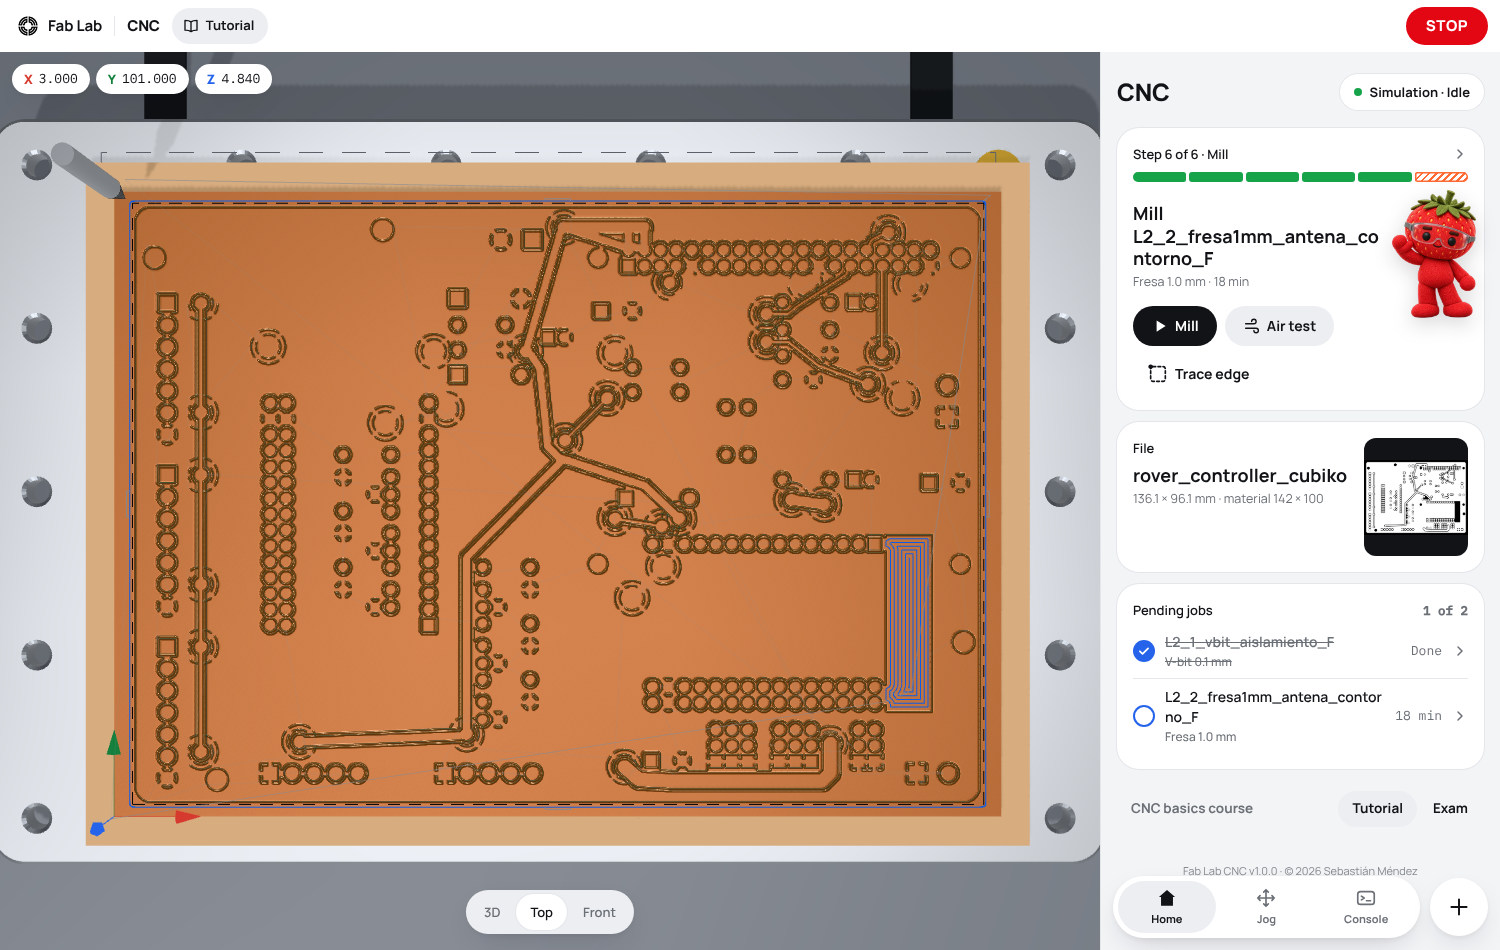 Fab Lab
CNC
Tutorial
STOP
X 3.000
Y 101.000
Z 4.840
CNC
Simulation · Idle
Step 6 of 6 · Mill
Mill
L2_2_fresa1mm_antena_co
ntorno_F
Fresa 1.0 mm · 18 min
Mill
Air test
Trace edge
File
rover_controller_cubiko
136.1 × 96.1 mm · material 142 × 100
Pending jobs
1 of 2
L2_1_vbit_aislamiento_F
V-bit 0.1 mm
Done
L2_2_fresa1mm_antena_contor
no_F
Fresa 1.0 mm
18 min
CNC basics course
Tutorial
Exam
Fab Lab CNC v1.0.0 · © 2026 Sebastián Méndez
3D
Top
Front
Home
Jog
Console